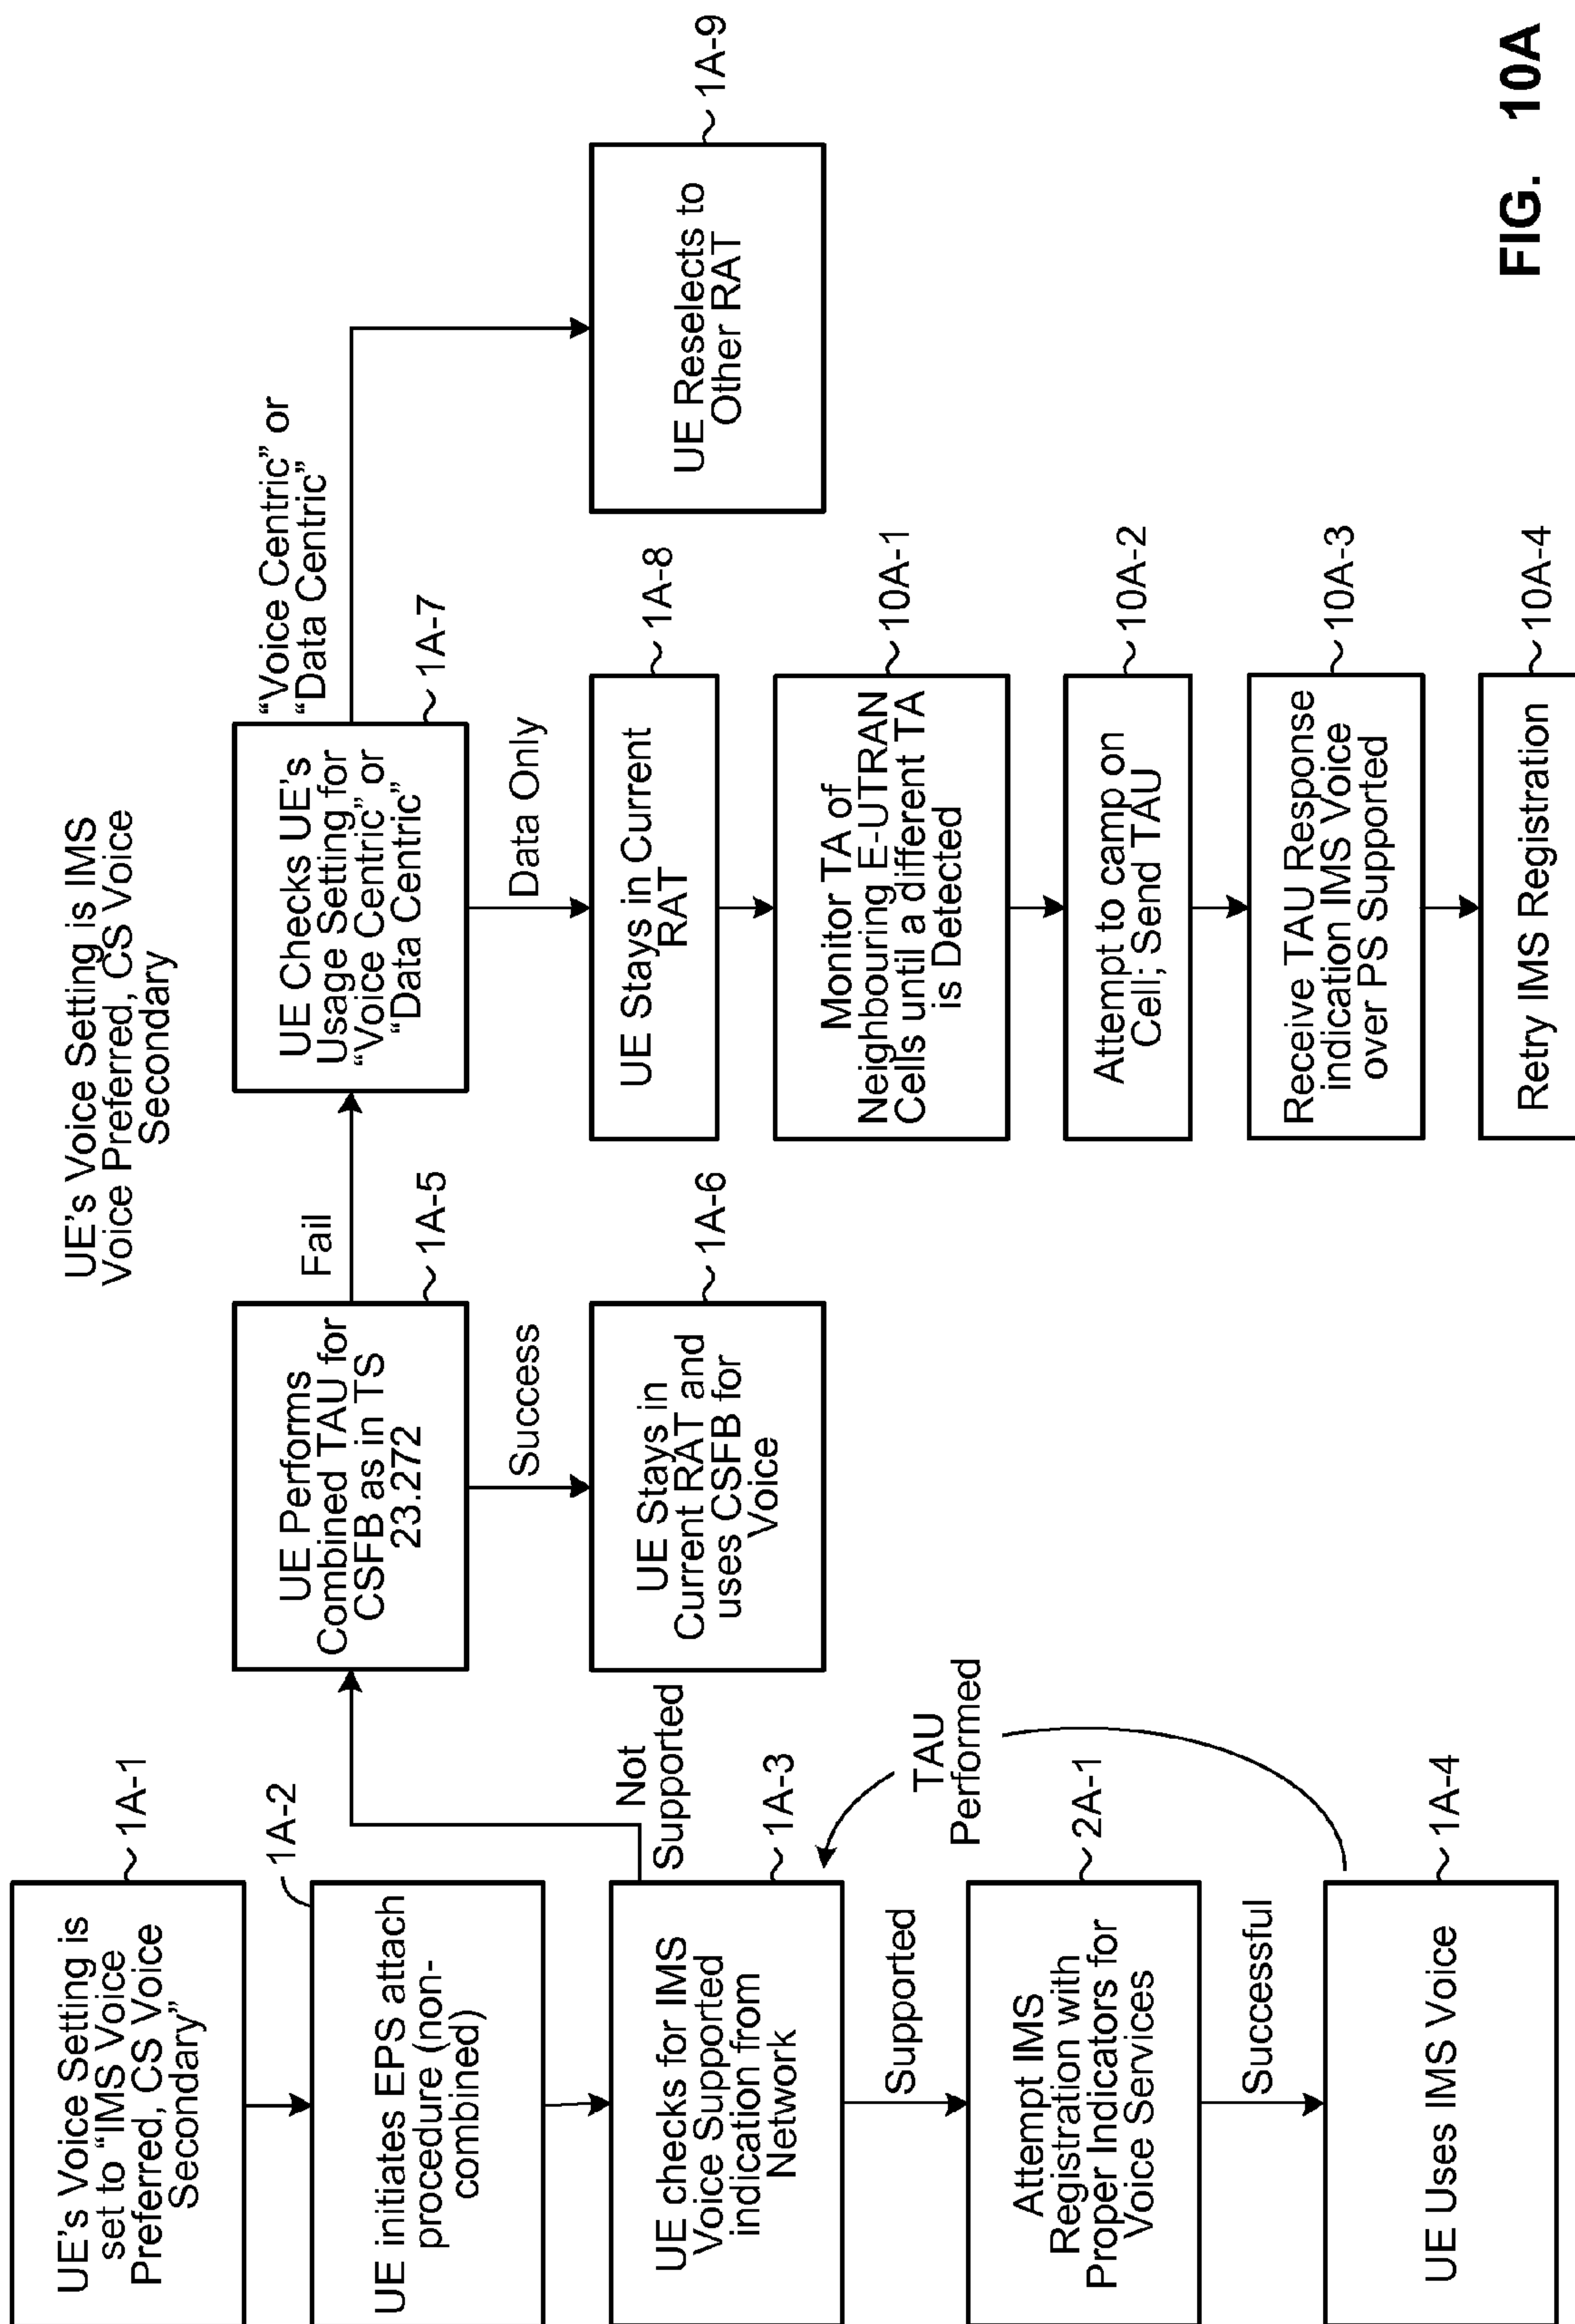 UE's Voice Setting is
set to “IMS Voice
Preferred, CS Voice
Secondary”
1A-1
UE initiates EPS attach
procedure (non-
combined)
1A-2
UE checks for IMS
Voice Supported
indication from
Network
1A-3
Not
Supported
Supported
TAU
Performed
Attempt IMS
Registration with
Proper Indicators for
Voice Services
2A-1
Successful
UE Uses IMS Voice
1A-4
UE Performs
Combined TAU for
CSFB as in TS
23.272
1A-5
Fail
Success
UE Stays in
Current RAT and
uses CSFB for
Voice
1A-6
UE's Voice Setting is IMS
Voice Preferred, CS Voice
Secondary
UE Checks UE's
Usage Setting for
“Voice Centric” or
“Data Centric”
1A-7
“Voice Centric” or
“Data Centric”
Data Only
UE Stays in Current
RAT
1A-8
Monitor TA of
Neighbouring E-UTRAN
Cells until a different TA
is Detected
10A-1
Attempt to camp on
Cell; Send TAU
10A-2
Receive TAU Response
indication IMS Voice
over PS Supported
10A-3
Retry IMS Registration
10A-4
UE Reselects to
Other RAT
1A-9
FIG. 10A